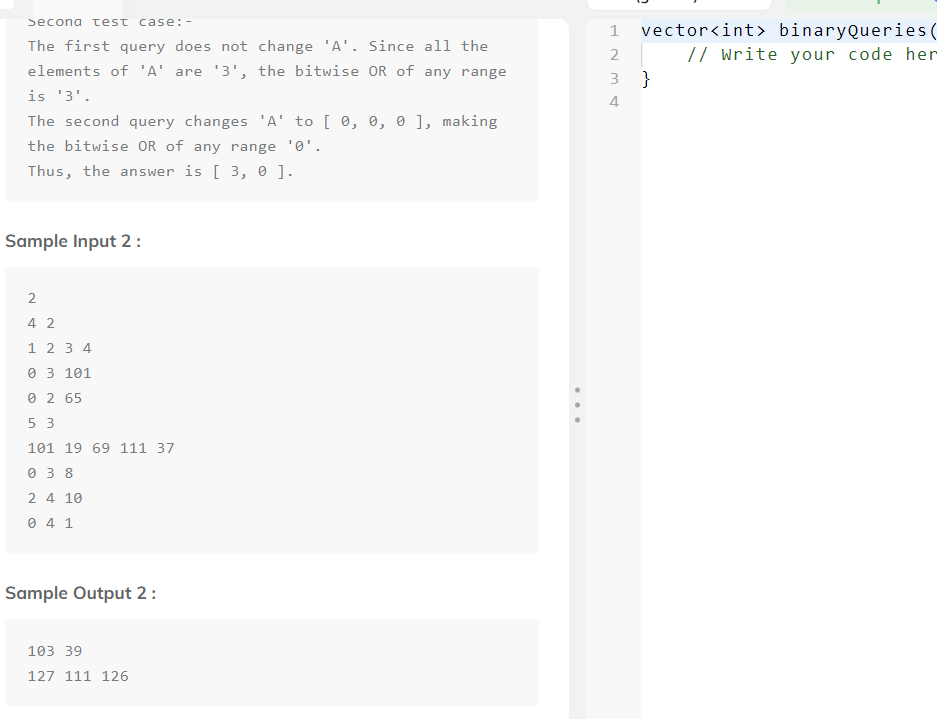 Second test case:-
The first query does not change 'A'. Since all the
elements of 'A' are '3', the bitwise OR of any range
is '3'.
The second query changes 'A' to [ 0, 0, 0 ], making
the bitwise OR of any range '0'.
Thus, the answer is [ 3, 0 ].
Sample Input 2 :
2
4 2
1 2 3 4
0 3 101
0 2 65
5 3
101 19 69 111 37
0 3 8
2 4 10
0 4 1
Sample Output 2 :
103 39
127 111 126
1 vector<int> binaryQueries(
2 // Write your code her
3 }
4